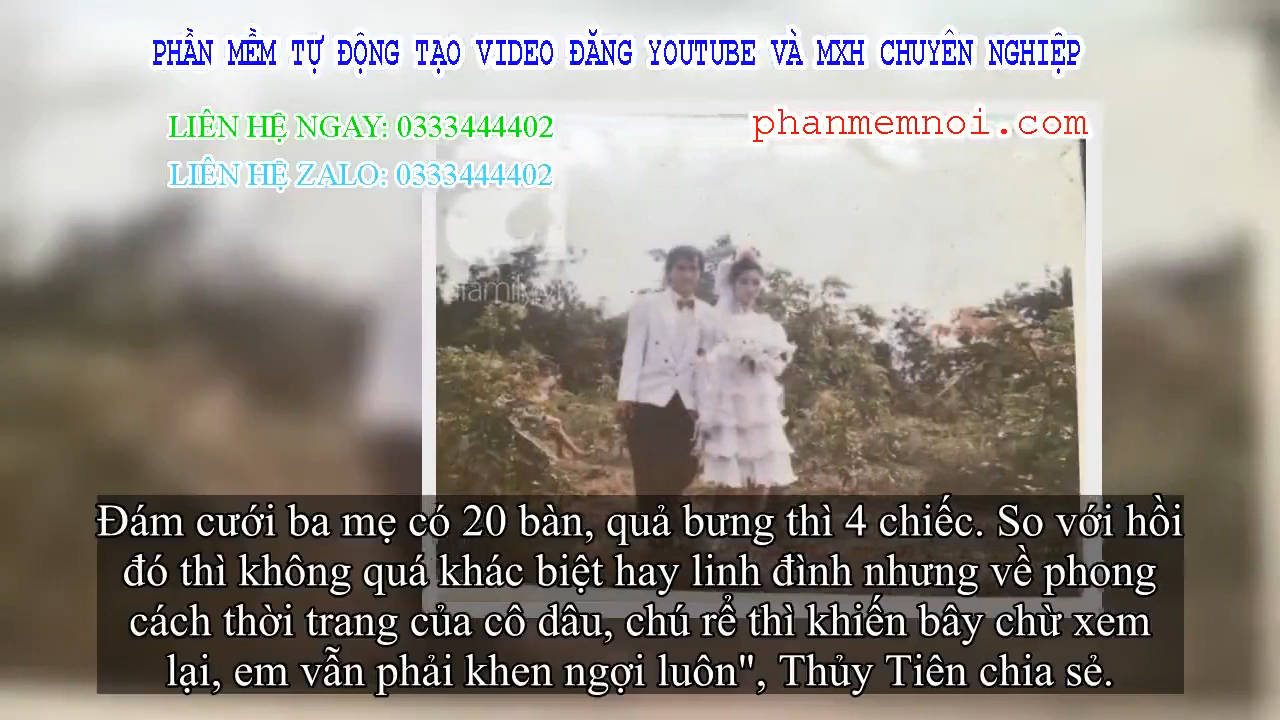 PHẦN MỀM TỰ ĐỘNG TẠO VIDEO ĐĂNG YOUTUBE VÀ MXH CHUYÊN NGHIỆP
LIÊN HỆ NGAY: 0333444402
phanmemnoi.com
LIÊN HỆ ZALO: 0333444402
a
Đám cưới ba mẹ có 20 bàn, quả bưng thì 4 chiếc. So với hồi
đó thì không quá khác biệt hay linh đình nhưng về phong
cách thời trang của cô dâu, chú rể thì khiến bây chừ xem
lại, em vẫn phải khen ngợi luôn", Thủy Tiên chia sẻ.